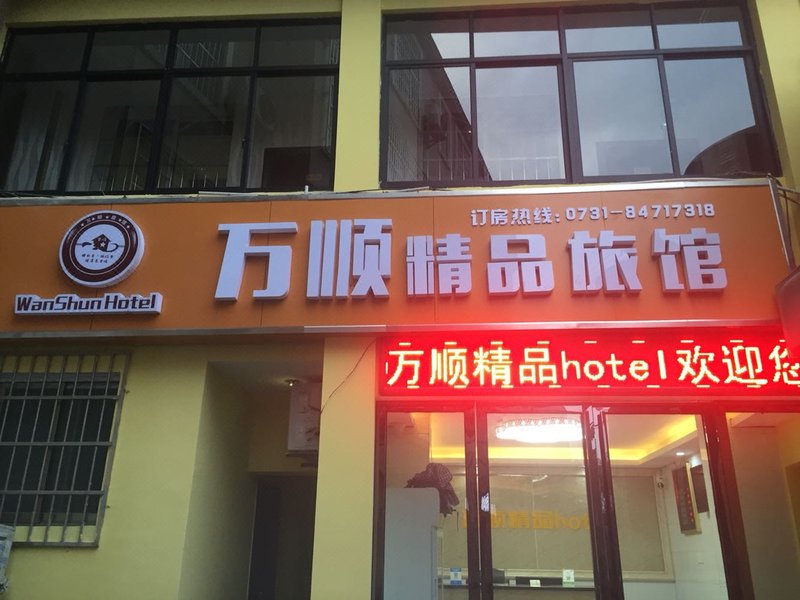 订房热线:0731-84717318
万顺精品旅馆
WanShun Hotel
万顺精品hotel欢迎您